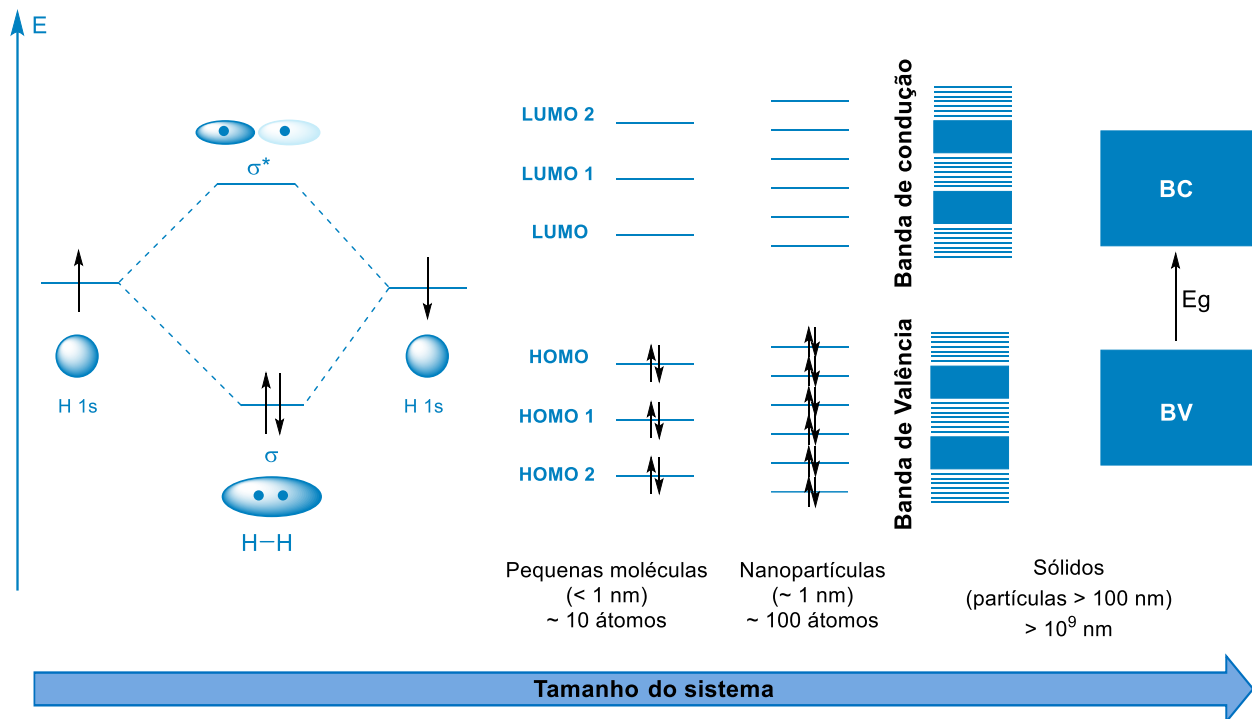 E
σ*
H 1s
H 1s
σ
H–H
LUMO 2
LUMO 1
LUMO
HOMO
HOMO 1
HOMO 2
Banda de condução
Banda de Valência
BC
Eg
BV
Pequenas moléculas
(< 1 nm)
~ 10 átomos
Nanopartículas
(~ 1 nm)
~ 100 átomos
Sólidos
(partículas > 100 nm)
> 10⁹ nm
Tamanho do sistema